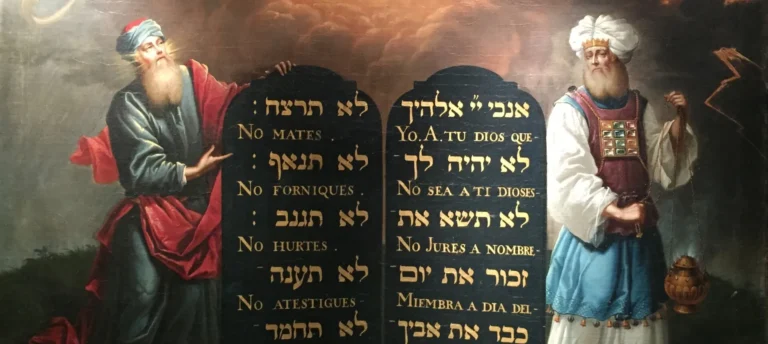 אנכי יי אלהיך
YO. A. TU DIOS QUE-
לא יהיה לך
NO SEA A TI DIOSES-
לא תשא את
NO JURES A NOMBRE-
זכור את יום
MIEMBRA A DIA DEL-
כבד את אביך
לא תרצח :
NO MATES .
לא תנאף :
NO FORNIQUES .
לא תגנב :
NO HURTES .
לא תענה-
NO ATESTIGUES-
לא תחמד